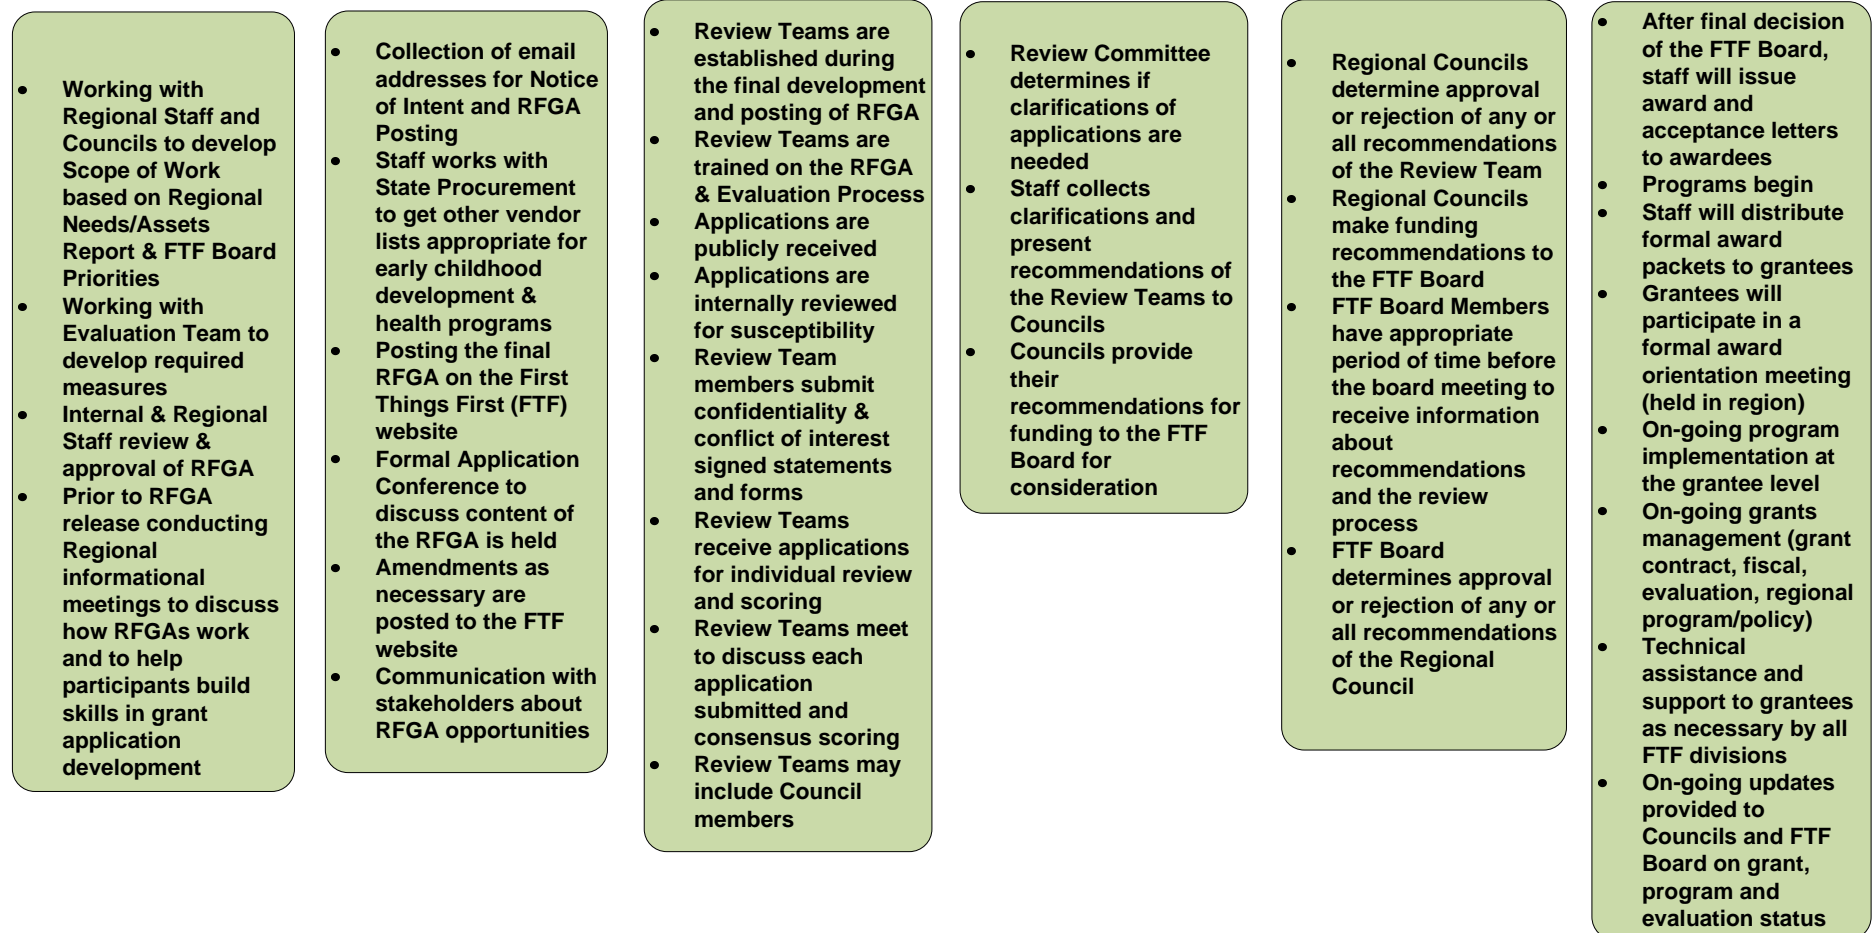 • Working with
Regional Staff and
Councils to develop
Scope of Work
based on Regional
Needs/Assets
Report & FTF Board
Priorities
• Working with
Evaluation Team to
develop required
measures
• Internal & Regional
Staff review &
approval of RFGA
• Prior to RFGA
release conducting
Regional
informational
meetings to discuss
how RFGAs work
and to help
participants build
skills in grant
application
development
• Collection of email
addresses for Notice
of Intent and RFGA
Posting
• Staff works with
State Procurement
to get other vendor
lists appropriate for
early childhood
development &
health programs
• Posting the final
RFGA on the First
Things First (FTF)
website
• Formal Application
Conference to
discuss content of
the RFGA is held
• Amendments as
necessary are
posted to the FTF
website
• Communication with
stakeholders about
RFGA opportunities
• Review Teams are
established during
the final development
and posting of RFGA
• Review Teams are
trained on the RFGA
& Evaluation Process
• Applications are
publicly received
• Applications are
internally reviewed
for susceptibility
• Review Team
members submit
confidentiality &
conflict of interest
signed statements
and forms
• Review Teams
receive applications
for individual review
and scoring
• Review Teams meet
to discuss each
application
submitted and
consensus scoring
• Review Teams may
include Council
members
• Review Committee
determines if
clarifications of
applications are
needed
• Staff collects
clarifications and
present
recommendations of
the Review Teams to
Councils
• Councils provide
their
recommendations for
funding to the FTF
Board for
consideration
• Regional Councils
determine approval
or rejection of any or
all recommendations
of the Review Team
• Regional Councils
make funding
recommendations to
the FTF Board
• FTF Board Members
have appropriate
period of time before
the board meeting to
receive information
about
recommendations
and the review
process
• FTF Board
determines approval
or rejection of any or
all recommendations
of the Regional
Council
• After final decision
of the FTF Board,
staff will issue
award and
acceptance letters
to awardees
• Programs begin
• Staff will distribute
formal award
packets to grantees
• Grantees will
participate in a
formal award
orientation meeting
(held in region)
• On-going program
implementation at
the grantee level
• On-going grants
management (grant
contract, fiscal,
evaluation, regional
program/policy)
• Technical
assistance and
support to grantees
as necessary by all
FTF divisions
• On-going updates
provided to
Councils and FTF
Board on grant,
program and
evaluation status